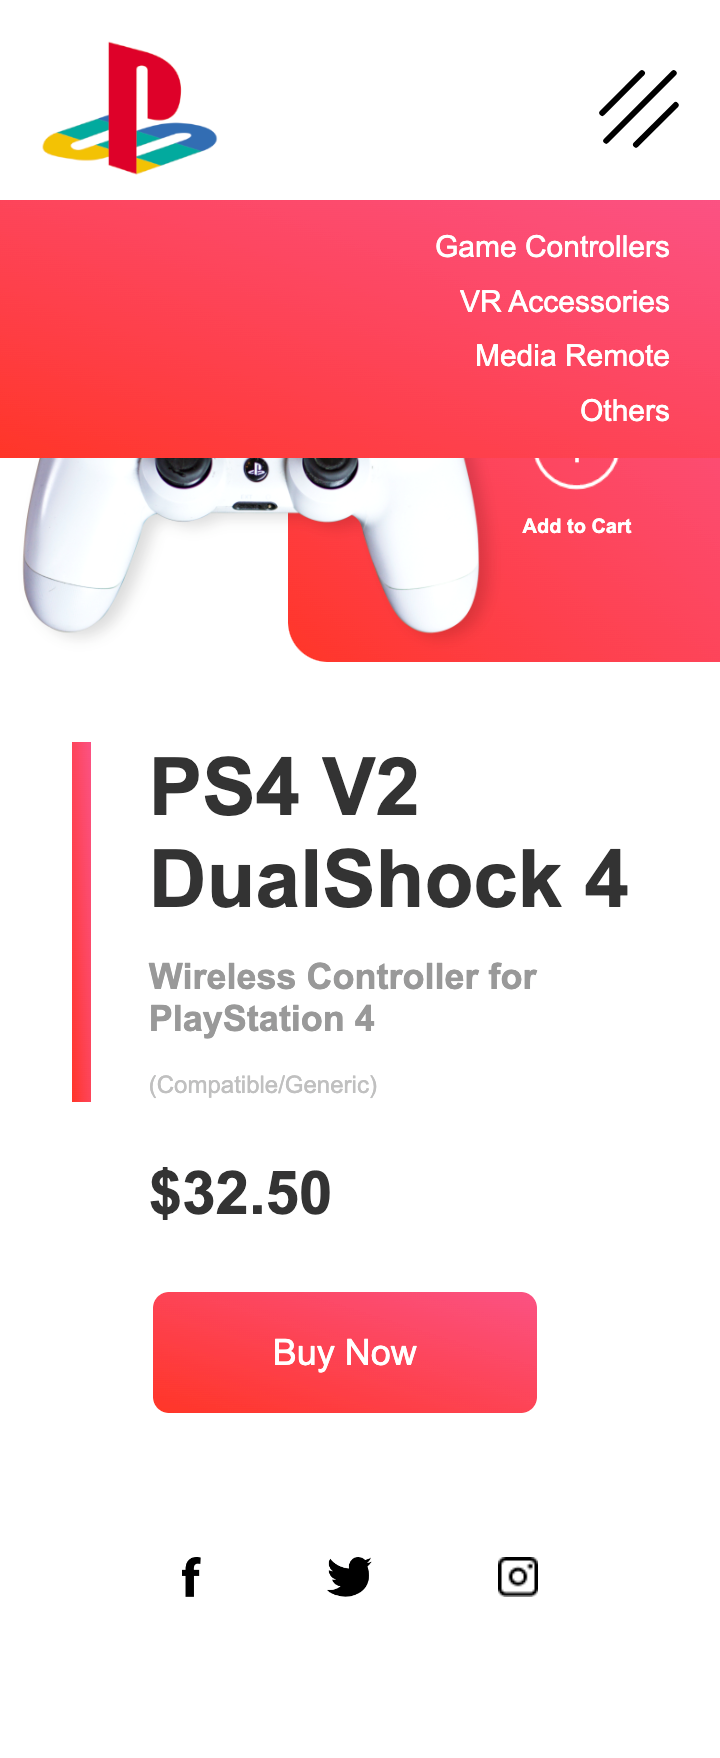 Game Controllers
VR Accessories
Media Remote
Others
Add to Cart
PS4 V2
DualShock 4
Wireless Controller for
PlayStation 4
(Compatible/Generic)
$32.50
Buy Now